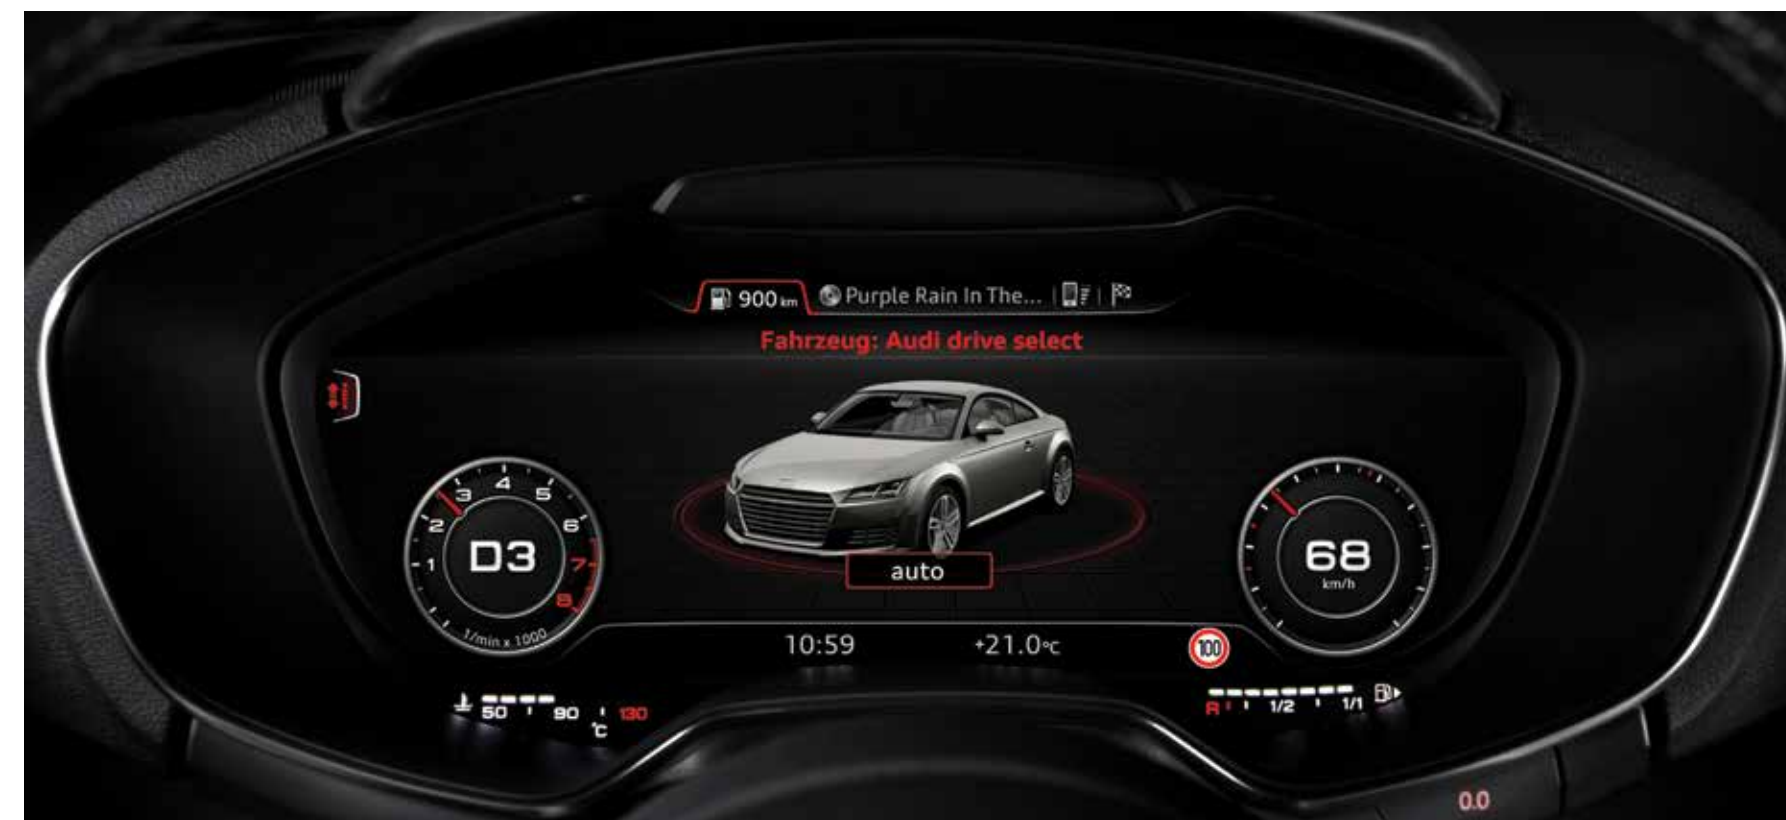 900 km Purple Rain In The...
Fahrzeug: Audi drive select
1 2 3 4 5 6 7 8
D3
1/min x 1000
auto
68
km/h
10:59 +21.0°C 100
50 90 130
°C
R 1/2 1/1
0.0